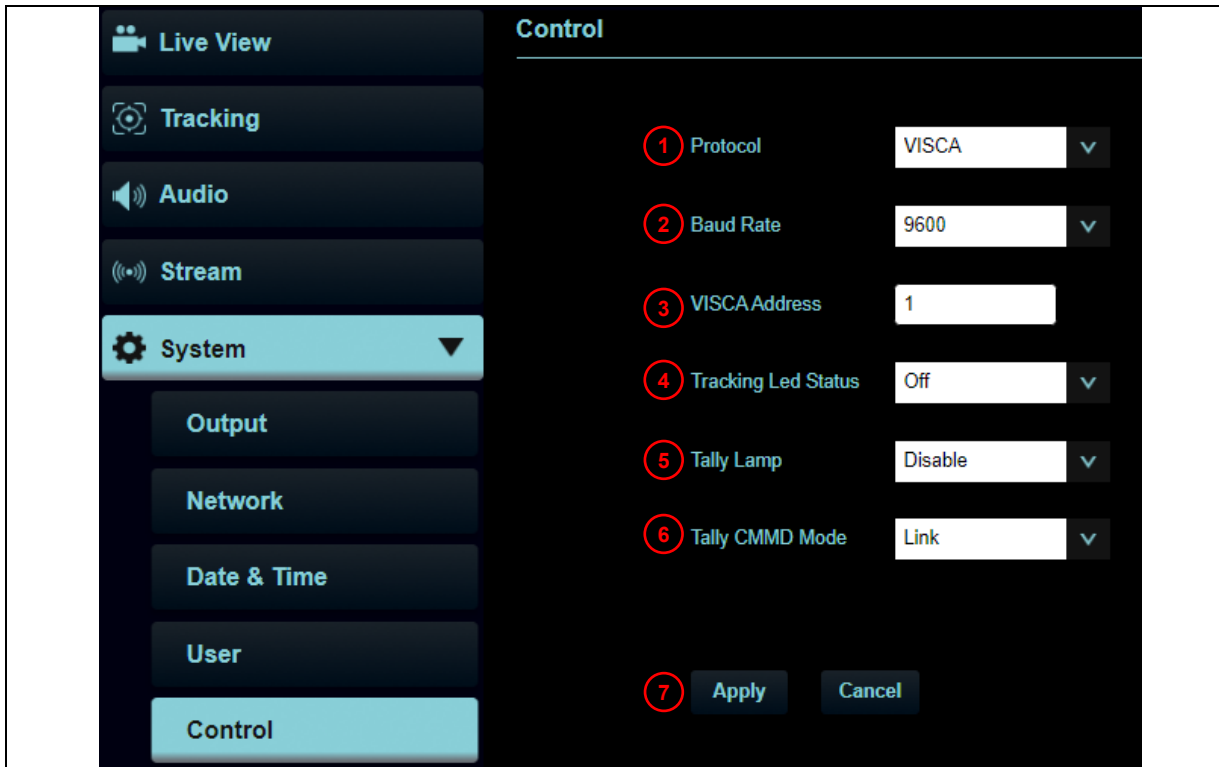 Live View
Tracking
Audio
Stream
System
Output
Network
Date & Time
User
Control
Control
1 Protocol VISCA
2 Baud Rate 9600
3 VISCA Address 1
4 Tracking Led Status Off
5 Tally Lamp Disable
6 Tally CMMD Mode Link
7 Apply Cancel